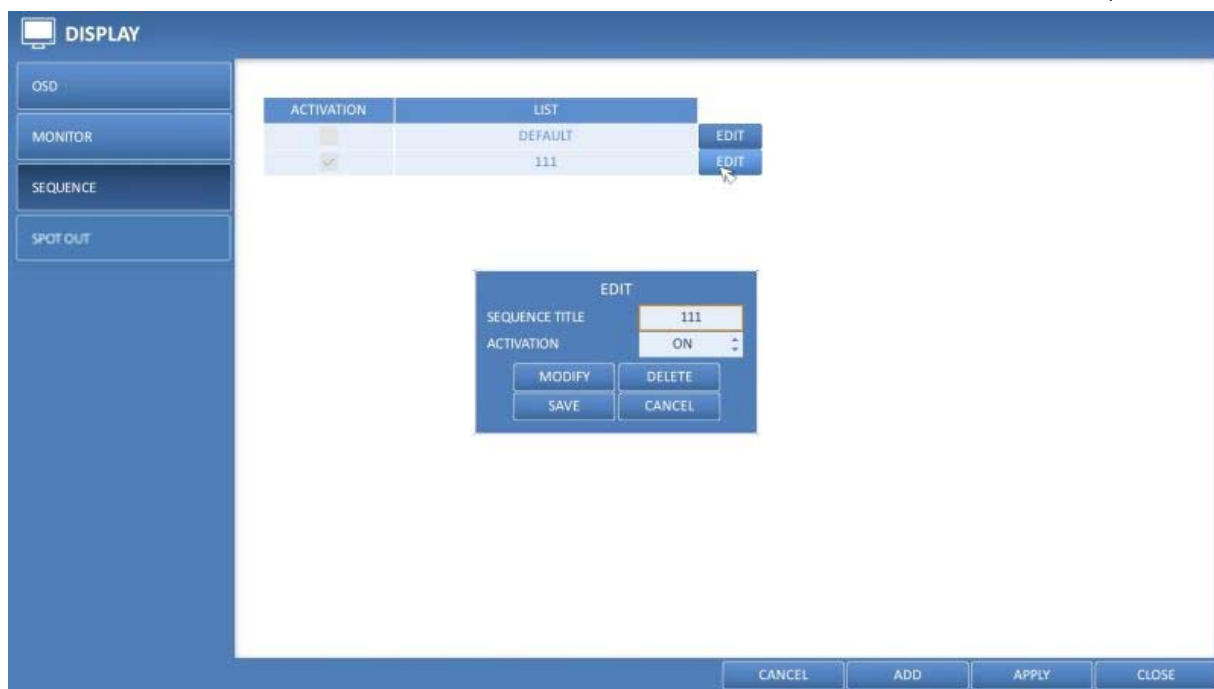 DISPLAY
OSD
MONITOR
SEQUENCE
SPOT OUT
ACTIVATION LIST
DEFAULT EDIT
111 EDIT
EDIT
SEQUENCE TITLE 111
ACTIVATION ON
MODIFY DELETE
SAVE CANCEL
CANCEL ADD APPLY CLOSE